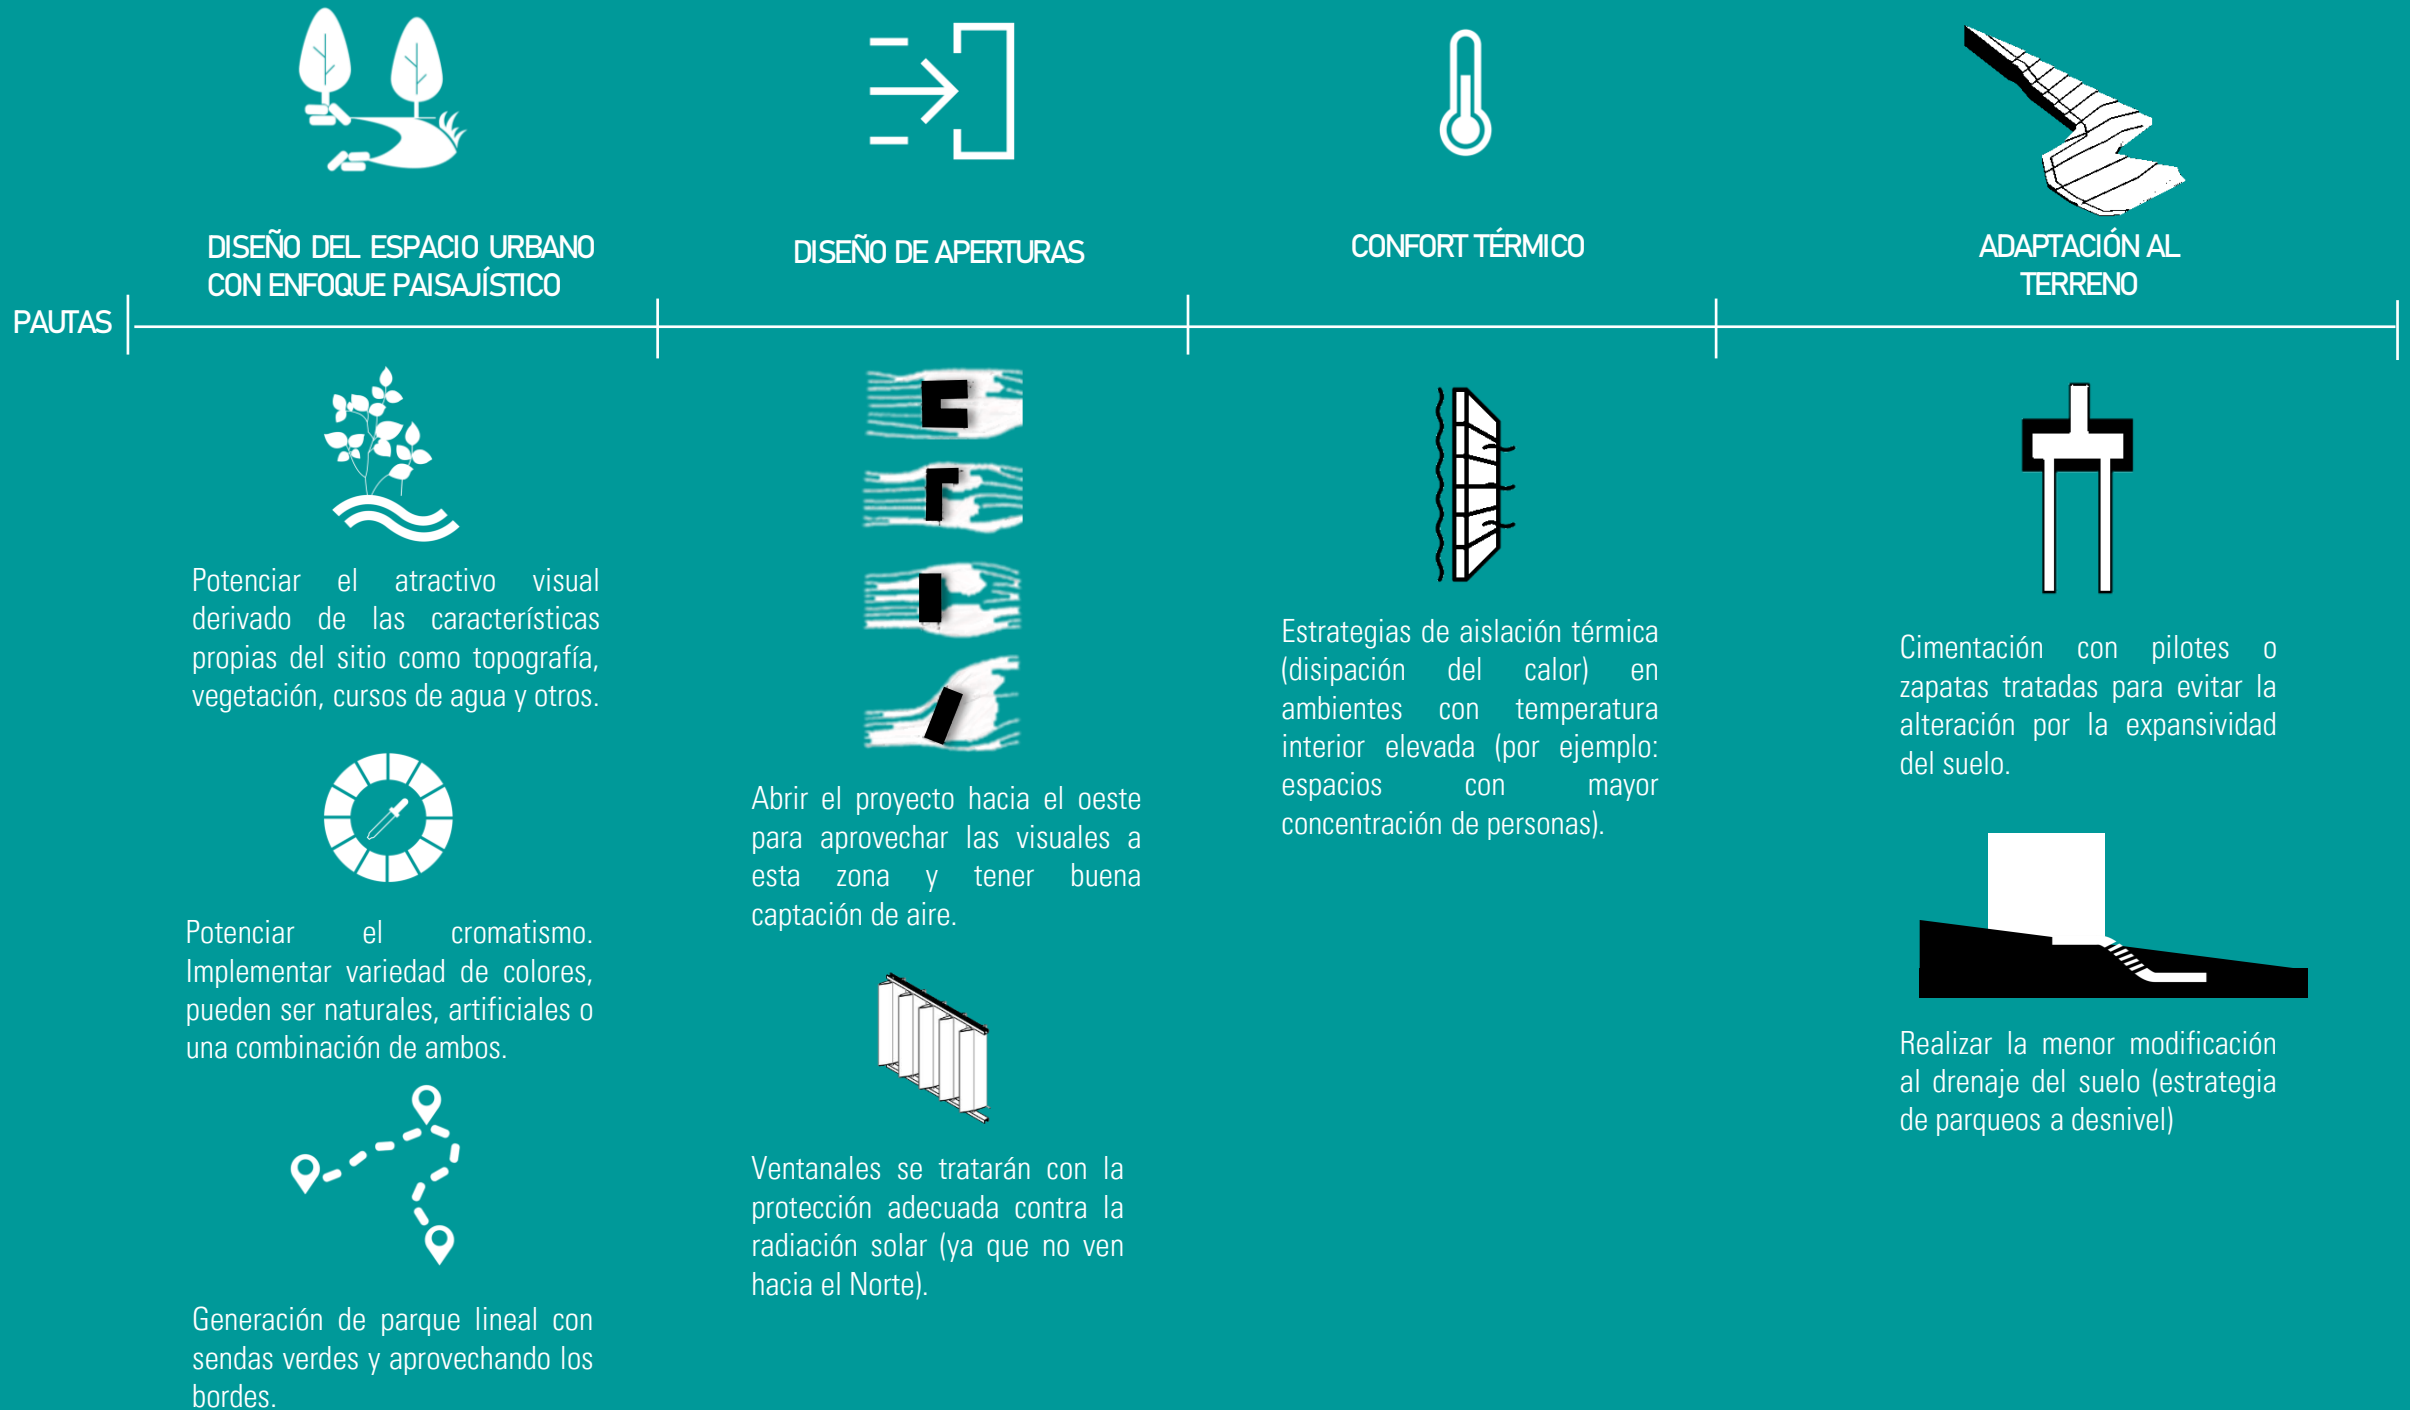 DISEÑO DEL ESPACIO URBANO
CON ENFOQUE PAISAJÍSTICO
DISEÑO DE APERTURAS
CONFORT TÉRMICO
ADAPTACIÓN AL
TERRENO
PAUTAS
Potenciar el atractivo visual
derivado de las características
propias del sitio como topografía,
vegetación, cursos de agua y otros.
Potenciar el cromatismo.
Implementar variedad de colores,
pueden ser naturales, artificiales o
una combinación de ambos.
Generación de parque lineal con
sendas verdes y aprovechando los
bordes.
Abrir el proyecto hacia el oeste
para aprovechar las visuales a
esta zona y tener buena
captación de aire.
Ventanales se tratarán con la
protección adecuada contra la
radiación solar (ya que no ven
hacia el Norte).
Estrategias de aislación térmica
(disipación del calor) en
ambientes con temperatura
interior elevada (por ejemplo:
espacios con mayor
concentración de personas).
Cimentación con pilotes o
zapatas tratadas para evitar la
alteración por la expansividad
del suelo.
Realizar la menor modificación
al drenaje del suelo (estrategia
de parqueos a desnivel)